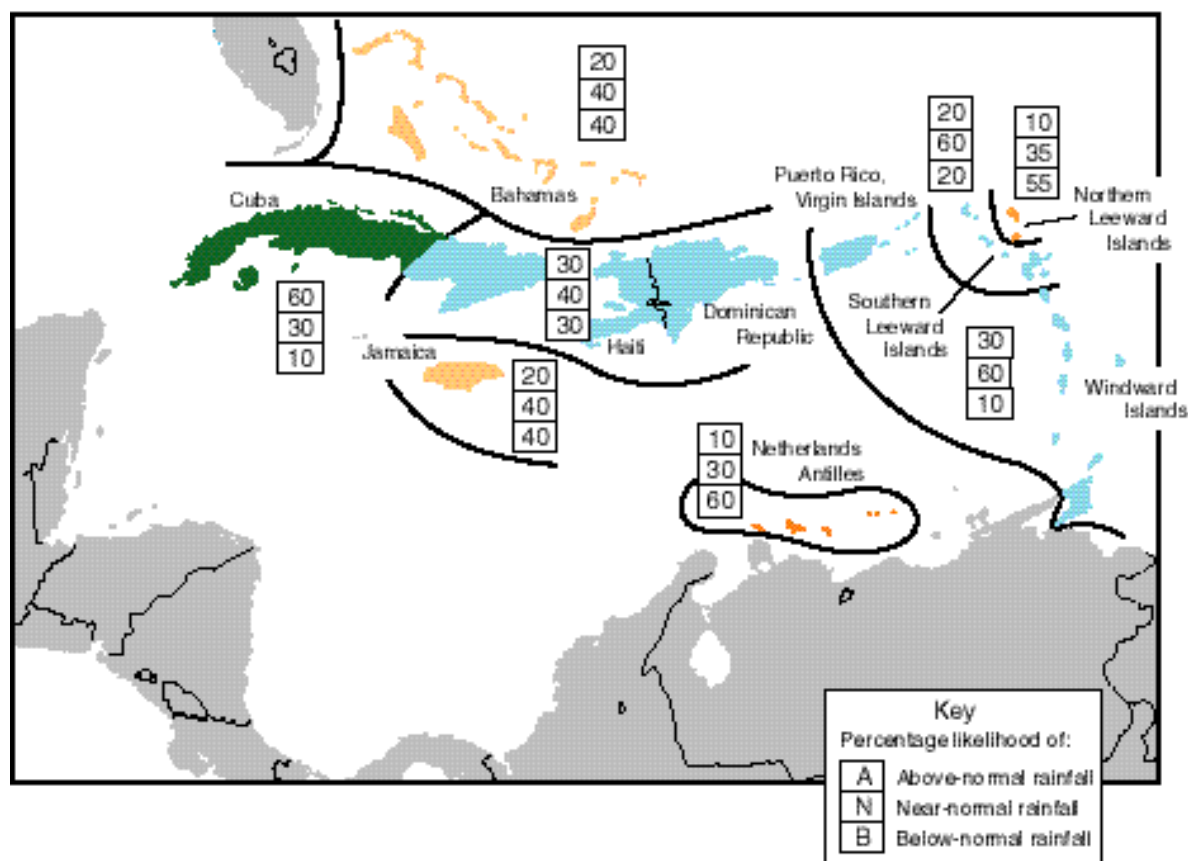 20
40
40
20
60
20
10
35
55
Puerto Rico,
Virgin Islands
Northern
Leeward
Islands
Cuba
Bahamas
30
40
30
60
30
10
Southern
Leeward
Islands
Dominican
Republic
Haiti
Jamaica
20
40
40
30
60
10
Windward
Islands
10
30
60
Netherlands
Antilles
Key
Percentage likelihood of:
A Above-normal rainfall
N Near-normal rainfall
B Below-normal rainfall